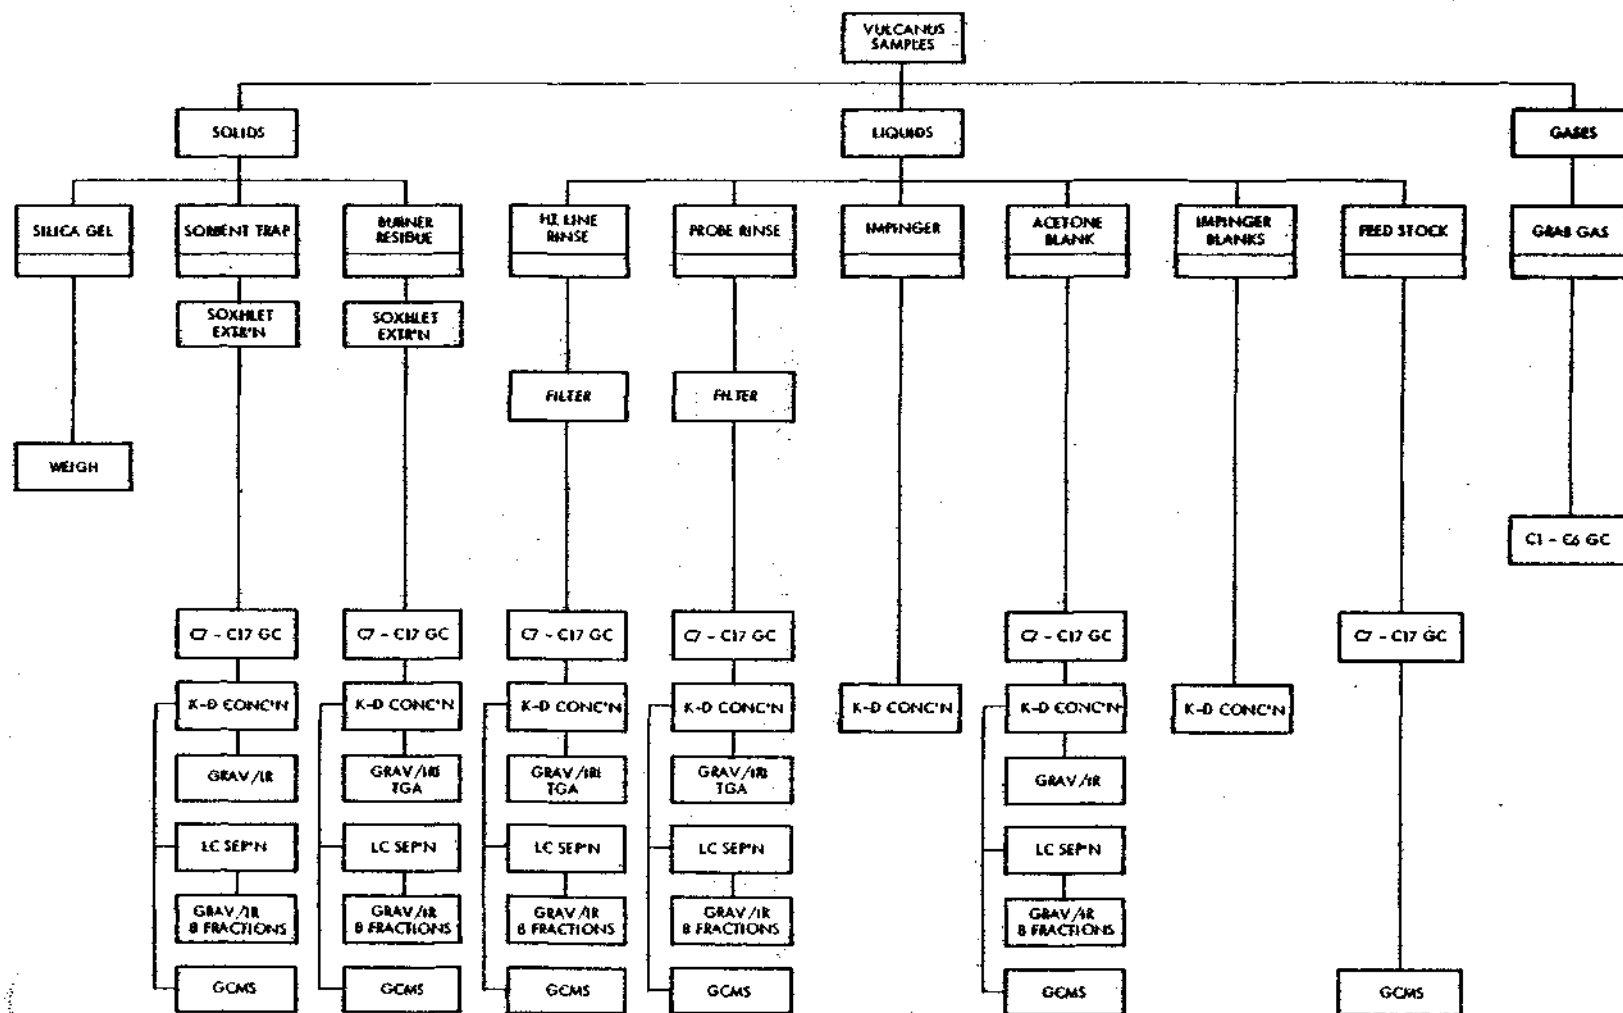 VULCANUS
SAMPLES
SOLIDS
LIQUIDS
GASES
SILICA GEL
SORBENT TRAP
BURNER
RESIDUE
HT LINE
RINSE
PROBE RINSE
IMPINGER
ACETONE
BLANK
IMPINGER
BLANKS
FEED STOCK
GRAB GAS
SOXHLET
EXTR'N
SOXHLET
EXTR'N
FILTER
FILTER
WEIGH
C1 - C6 GC
C7 - C17 GC
C7 - C17 GC
C7 - C17 GC
C7 - C17 GC
C7 - C17 GC
C7 - C17 GC
K-D CONC'N
K-D CONC'N
K-D CONC'N
K-D CONC'N
K-D CONC'N
K-D CONC'N
K-D CONC'N
GRAV/IR
GRAV/IR/
TGA
GRAV/IR/
TGA
GRAV/IR/
TGA
GRAV/IR
LC SEP'N
LC SEP'N
LC SEP'N
LC SEP'N
LC SEP'N
GRAV/IR
8 FRACTIONS
GRAV/IR
8 FRACTIONS
GRAV/IR
8 FRACTIONS
GRAV/IR
8 FRACTIONS
GRAV/IR
8 FRACTIONS
GCMS
GCMS
GCMS
GCMS
GCMS
GCMS